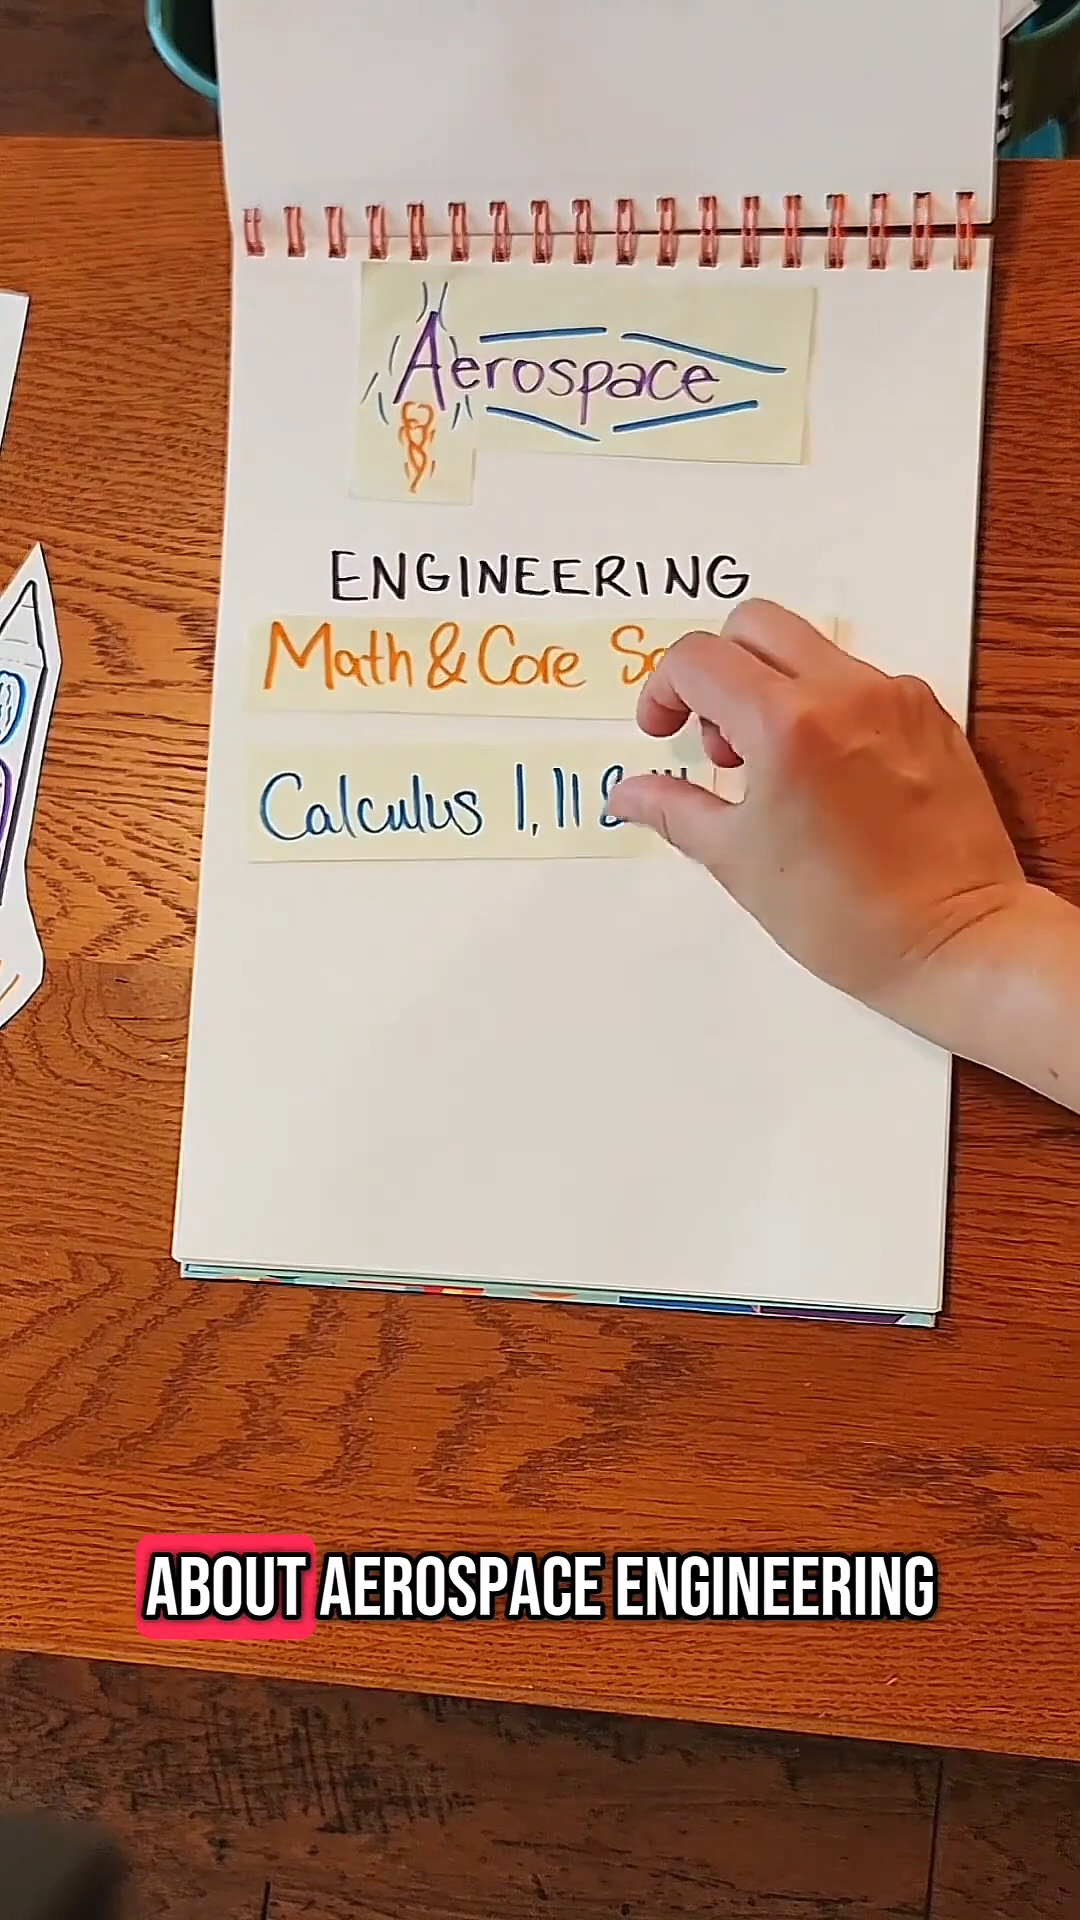 Aerospace
ENGINEERING
Math & Core
Calculus I, II &
ABOUT AEROSPACE ENGINEERING